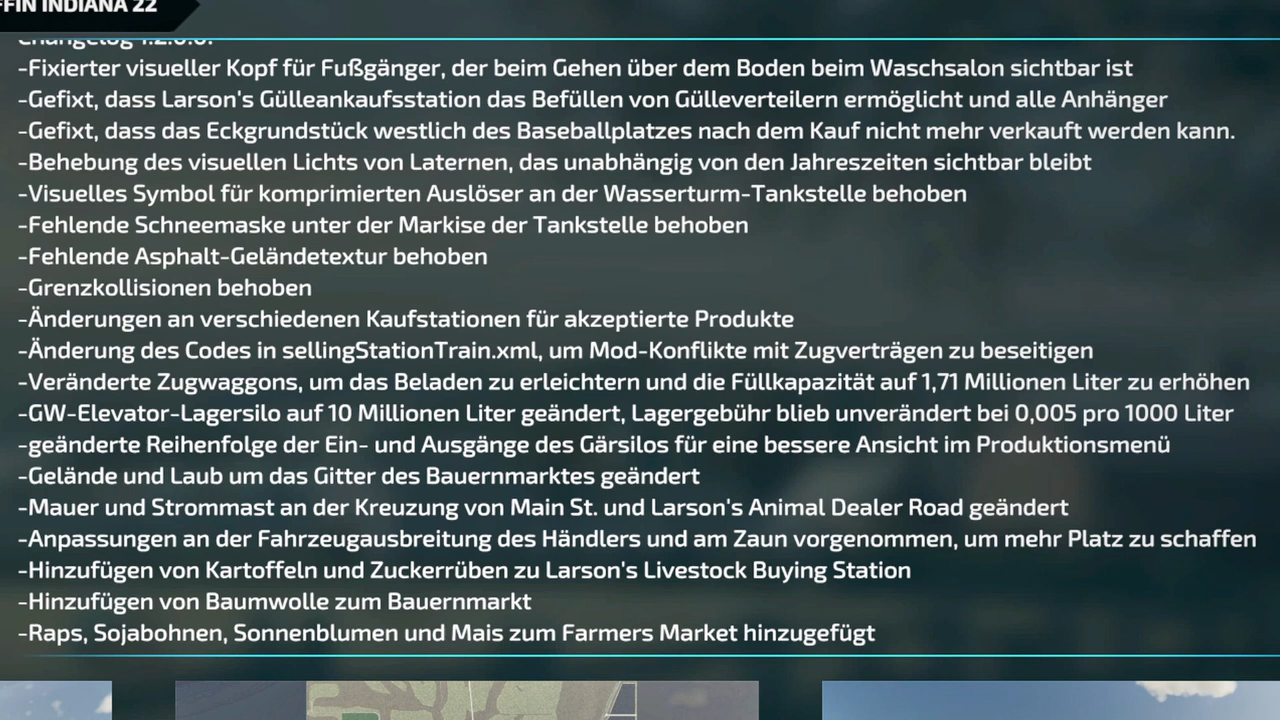 FFIN INDIANA 22
Changelog 1.2.0.0:
-Fixierter visueller Kopf für Fußgänger, der beim Gehen über dem Boden beim Waschsalon sichtbar ist
-Gefixt, dass Larson's Gülleankaufsstation das Befüllen von Gülleverteilern ermöglicht und alle Anhänger
-Gefixt, dass das Eckgrundstück westlich des Baseballplatzes nach dem Kauf nicht mehr verkauft werden kann.
-Behebung des visuellen Lichts von Laternen, das unabhängig von den Jahreszeiten sichtbar bleibt
-Visuelles Symbol für komprimierten Auslöser an der Wasserturm-Tankstelle behoben
-Fehlende Schneemaske unter der Markise der Tankstelle behoben
-Fehlende Asphalt-Geländetextur behoben
-Grenzkollisionen behoben
-Änderungen an verschiedenen Kaufstationen für akzeptierte Produkte
-Änderung des Codes in sellingStationTrain.xml, um Mod-Konflikte mit Zugverträgen zu beseitigen
-Veränderte Zugwaggons, um das Beladen zu erleichtern und die Füllkapazität auf 1,71 Millionen Liter zu erhöhen
-GW-Elevator-Lagersilo auf 10 Millionen Liter geändert, Lagergebühr blieb unverändert bei 0,005 pro 1000 Liter
-geänderte Reihenfolge der Ein- und Ausgänge des Gärsilos für eine bessere Ansicht im Produktionsmenü
-Gelände und Laub um das Gitter des Bauernmarktes geändert
-Mauer und Strommast an der Kreuzung von Main St. und Larson's Animal Dealer Road geändert
-Anpassungen an der Fahrzeugausbreitung des Händlers und am Zaun vorgenommen, um mehr Platz zu schaffen
-Hinzufügen von Kartoffeln und Zuckerrüben zu Larson's Livestock Buying Station
-Hinzufügen von Baumwolle zum Bauernmarkt
-Raps, Sojabohnen, Sonnenblumen und Mais zum Farmers Market hinzugefügt